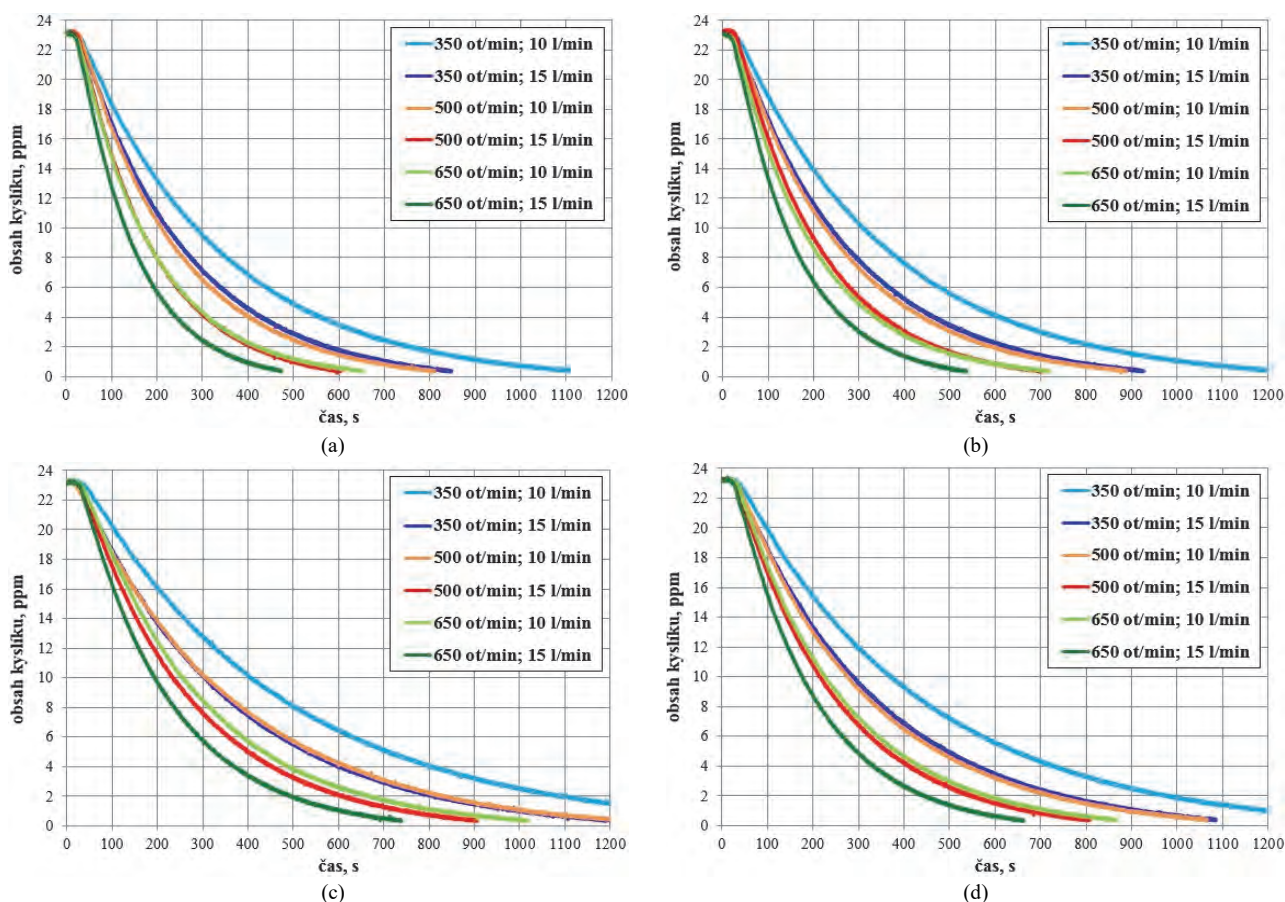 24
22
20
18
16
14
12
10
8
6
4
2
0
obsah kyslíku, ppm
350 ot/min; 10 l/min
350 ot/min; 15 l/min
500 ot/min; 10 l/min
500 ot/min; 15 l/min
650 ot/min; 10 l/min
650 ot/min; 15 l/min
0 100 200 300 400 500 600 700 800 900 1000 1100 1200
čas, s
(a)
24
22
20
18
16
14
12
10
8
6
4
2
0
obsah kyslíku, ppm
350 ot/min; 10 l/min
350 ot/min; 15 l/min
500 ot/min; 10 l/min
500 ot/min; 15 l/min
650 ot/min; 10 l/min
650 ot/min; 15 l/min
0 100 200 300 400 500 600 700 800 900 1000 1100 1200
čas, s
(b)
24
22
20
18
16
14
12
10
8
6
4
2
0
obsah kyslíku, ppm
350 ot/min; 10 l/min
350 ot/min; 15 l/min
500 ot/min; 10 l/min
500 ot/min; 15 l/min
650 ot/min; 10 l/min
650 ot/min; 15 l/min
0 100 200 300 400 500 600 700 800 900 1000 1100 1200
čas, s
(c)
24
22
20
18
16
14
12
10
8
6
4
2
0
obsah kyslíku, ppm
350 ot/min; 10 l/min
350 ot/min; 15 l/min
500 ot/min; 10 l/min
500 ot/min; 15 l/min
650 ot/min; 10 l/min
650 ot/min; 15 l/min
0 100 200 300 400 500 600 700 800 900 1000 1100 1200
čas, s
(d)